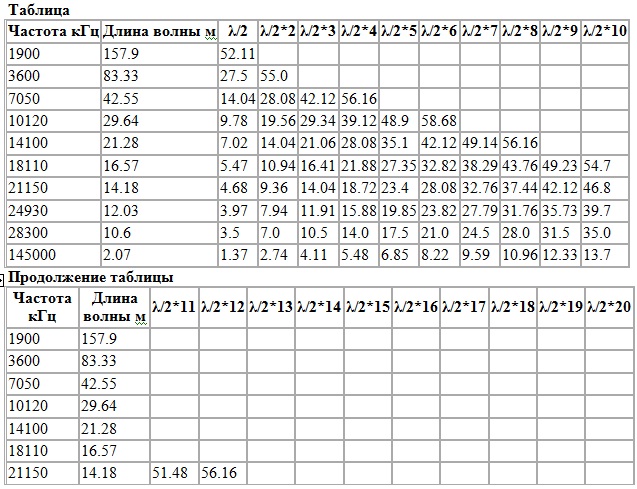 Таблица
Частота кГц Длина волны м λ/2 λ/2*2 λ/2*3 λ/2*4 λ/2*5 λ/2*6 λ/2*7 λ/2*8 λ/2*9 λ/2*10
1900 157.9 52.11
3600 83.33 27.5 55.0
7050 42.55 14.04 28.08 42.12 56.16
10120 29.64 9.78 19.56 29.34 39.12 48.9 58.68
14100 21.28 7.02 14.04 21.06 28.08 35.1 42.12 49.14 56.16
18110 16.57 5.47 10.94 16.41 21.88 27.35 32.82 38.29 43.76 49.23 54.7
21150 14.18 4.68 9.36 14.04 18.72 23.4 28.08 32.76 37.44 42.12 46.8
24930 12.03 3.97 7.94 11.91 15.88 19.85 23.82 27.79 31.76 35.73 39.7
28300 10.6 3.5 7.0 10.5 14.0 17.5 21.0 24.5 28.0 31.5 35.0
145000 2.07 1.37 2.74 4.11 5.48 6.85 8.22 9.59 10.96 12.33 13.7
Продолжение таблицы
Частота Длина
кГц волны м λ/2*11 λ/2*12 λ/2*13 λ/2*14 λ/2*15 λ/2*16 λ/2*17 λ/2*18 λ/2*19 λ/2*20
1900 157.9
3600 83.33
7050 42.55
10120 29.64
14100 21.28
18110 16.57
21150 14.18 51.48 56.16